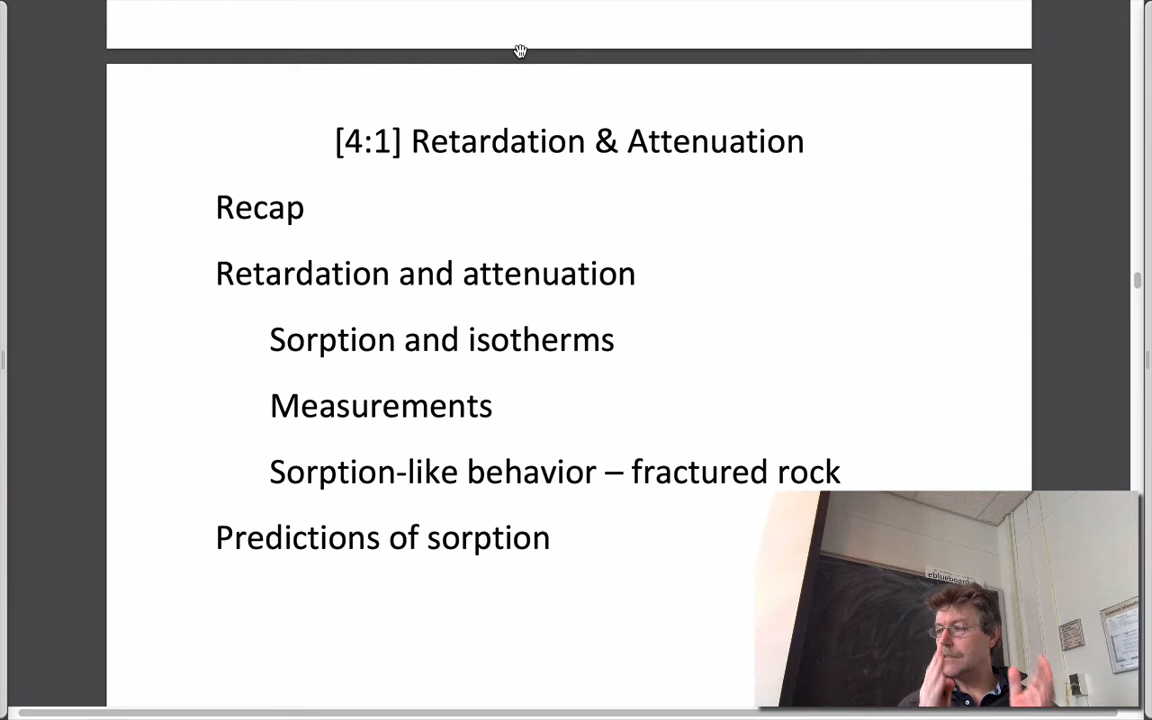 [4:1] Retardation & Attenuation
Recap
Retardation and attenuation
Sorption and isotherms
Measurements
Sorption-like behavior – fractured rock
Predictions of sorption
eblueboard